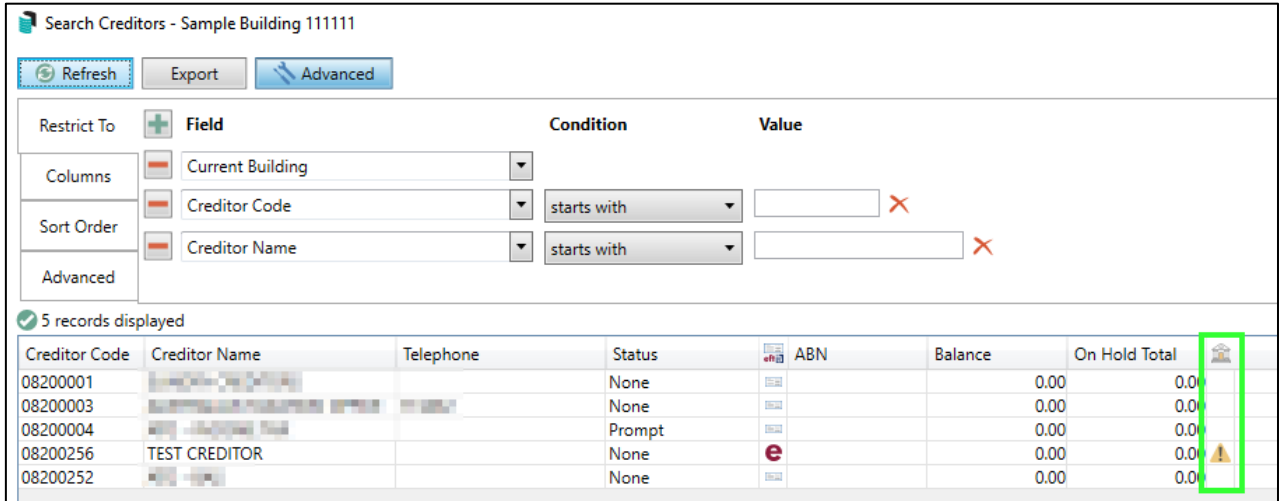 Search Creditors - Sample Building 111111
Refresh Export Advanced
Restrict To Field Condition Value
Columns Current Building
Creditor Code starts with
Sort Order
Creditor Name starts with
Advanced
5 records displayed
Creditor Code Creditor Name Telephone Status eft ABN Balance On Hold Total
08200001 None 0.00 0.00
08200003 None 0.00 0.00
08200004 Prompt 0.00 0.00
08200256 TEST CREDITOR None e 0.00 0.00
08200252 None 0.00 0.00